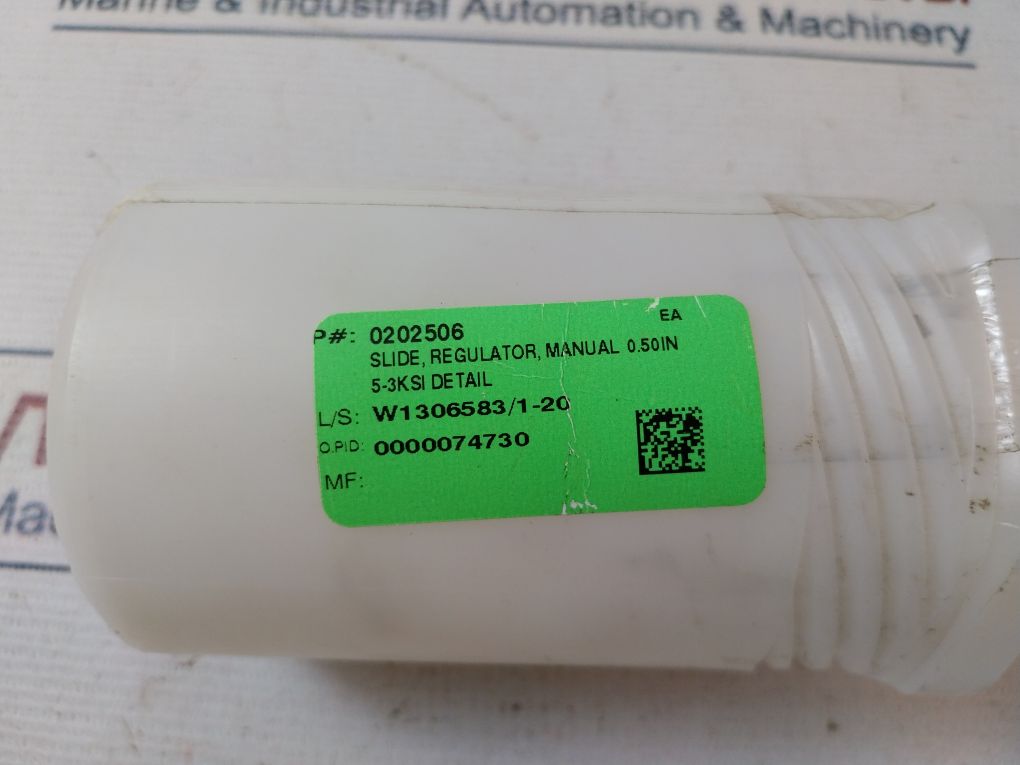 Marine & Industrial Automation & Machinery
P#: 0202506
EA
SLIDE, REGULATOR, MANUAL 0.50IN
5-3KSI DETAIL
L/S: W1306583/1-20
O.PID: 0000074730
MF: